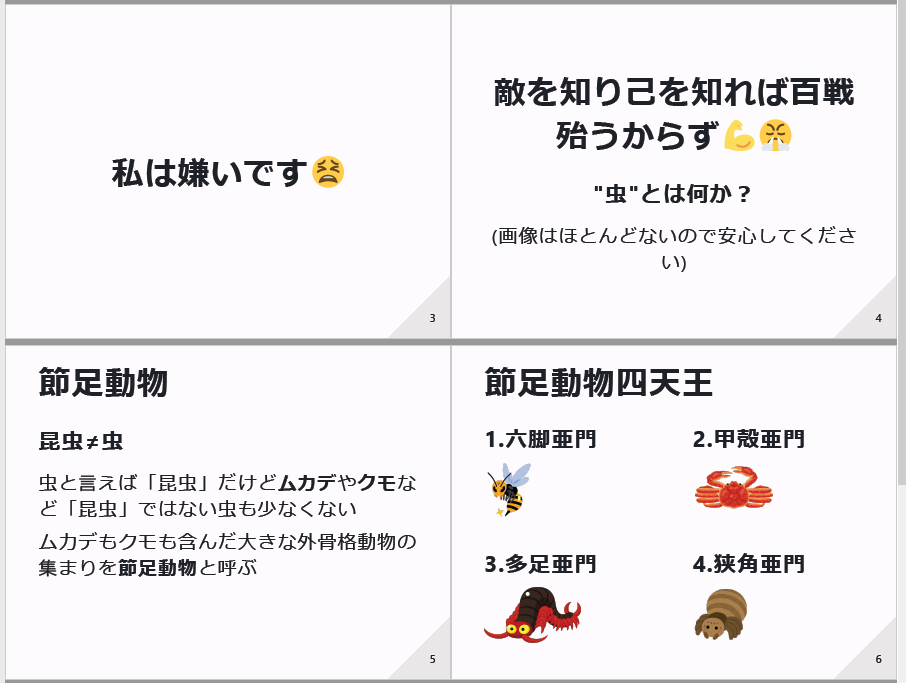 私は嫌いです😫
3
敵を知り己を知れば百戦
殆うからず💪😤
"虫"とは何か？
(画像はほとんどないので安心してくださ
い)
4
節足動物
昆虫≠虫
虫と言えば「昆虫」だけどムカデやクモな
ど「昆虫」ではない虫も少なくない
ムカデもクモも含んだ大きな外骨格動物の
集まりを節足動物と呼ぶ
5
節足動物四天王
1.六脚亜門
2.甲殻亜門
3.多足亜門
4.狭角亜門
6